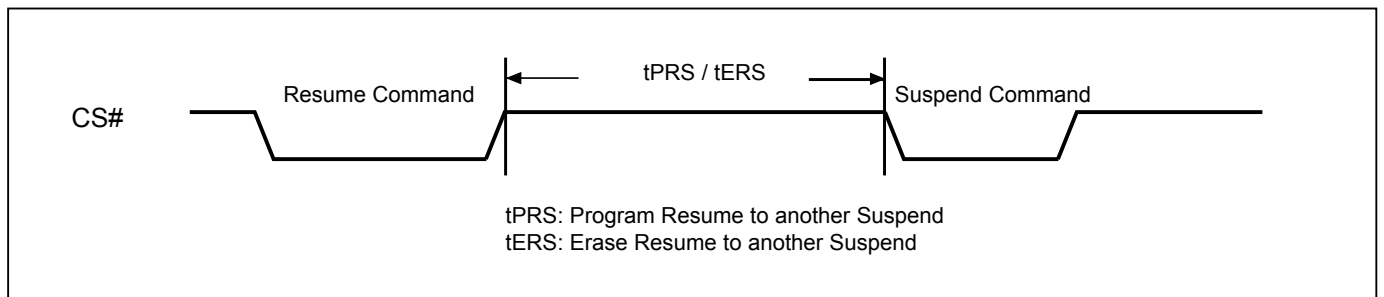 tPRS / tERS
Resume Command
Suspend Command
CS#
tPRS: Program Resume to another Suspend
tERS: Erase Resume to another Suspend